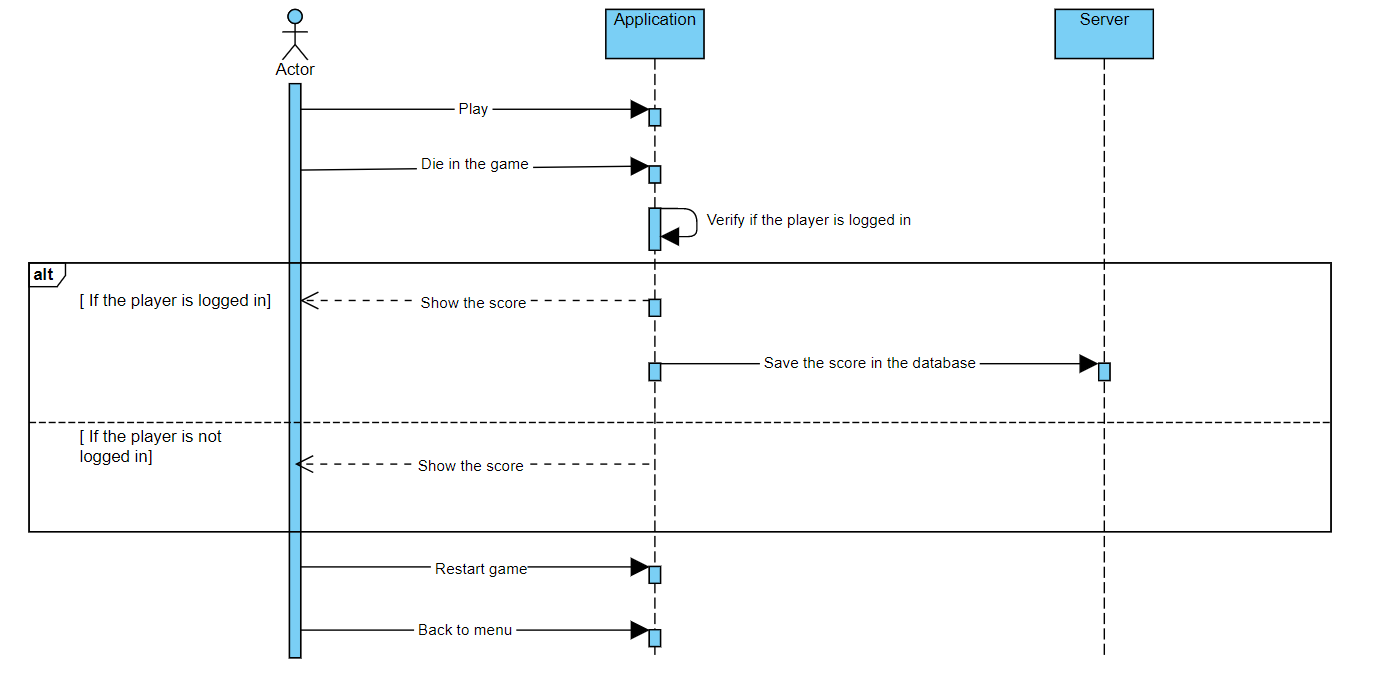 Application
Server
Actor
Play
Die in the game
Verify if the player is logged in
alt
[ If the player is logged in]
Show the score
Save the score in the database
[ If the player is not
logged in]
Show the score
Restart game
Back to menu